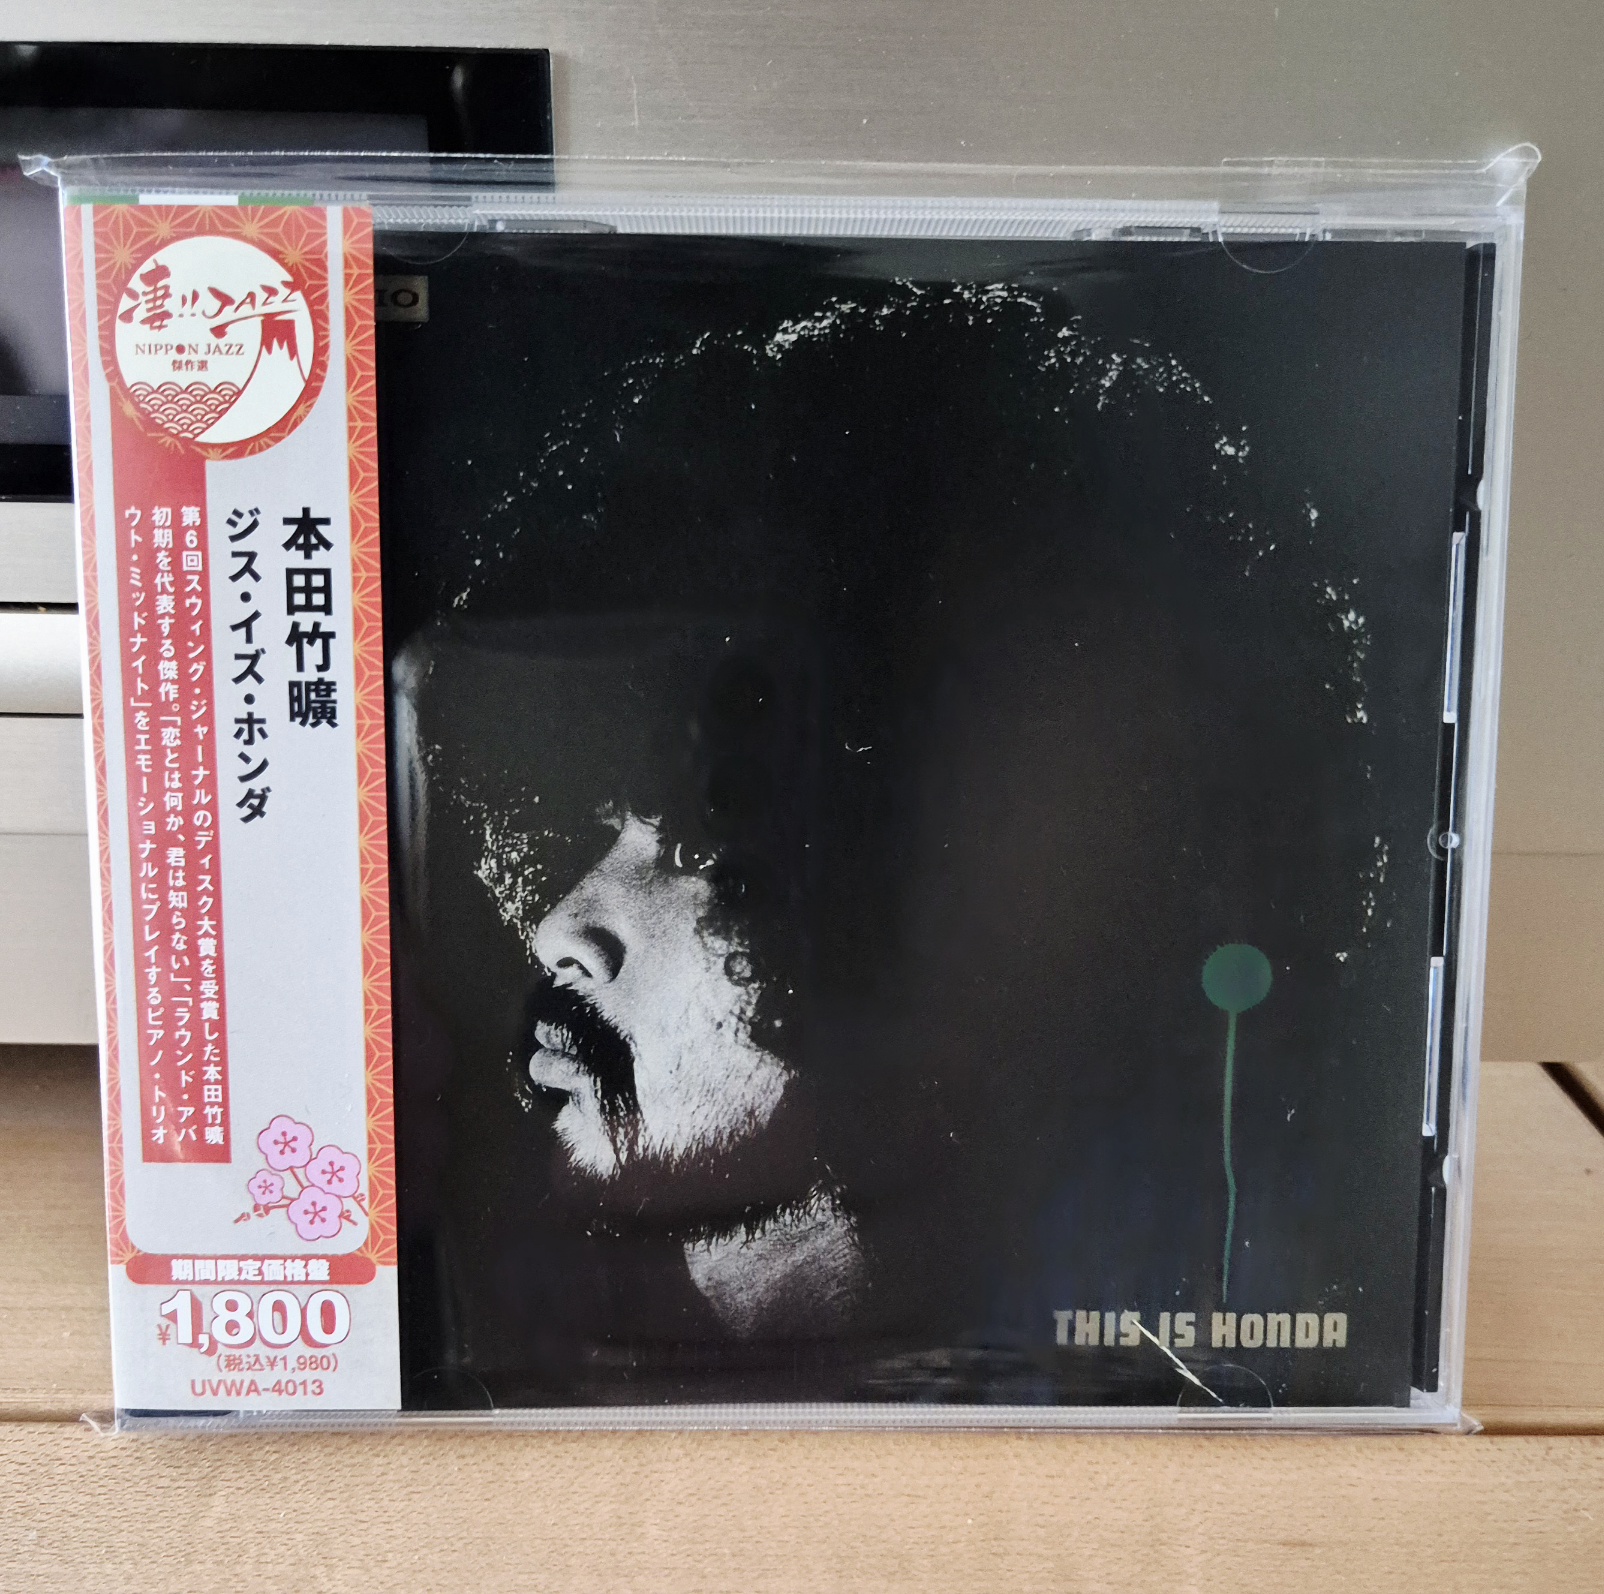 凄!!JAZZ
NIPPON JAZZ
傑作選
本田竹曠
ジス・イズ・ホンダ
第6回スウィング・ジャーナルのディスク大賞を受賞した本田竹曠
初期を代表する傑作。「恋とは何か、君は知らない」、「ラウンド・アバ
ウト・ミッドナイト」をエモーショナルにプレイするピアノ・トリオ
期間限定価格盤
¥1,800
(税込¥1,980)
UVWA-4013
IO
THIS IS HONDA